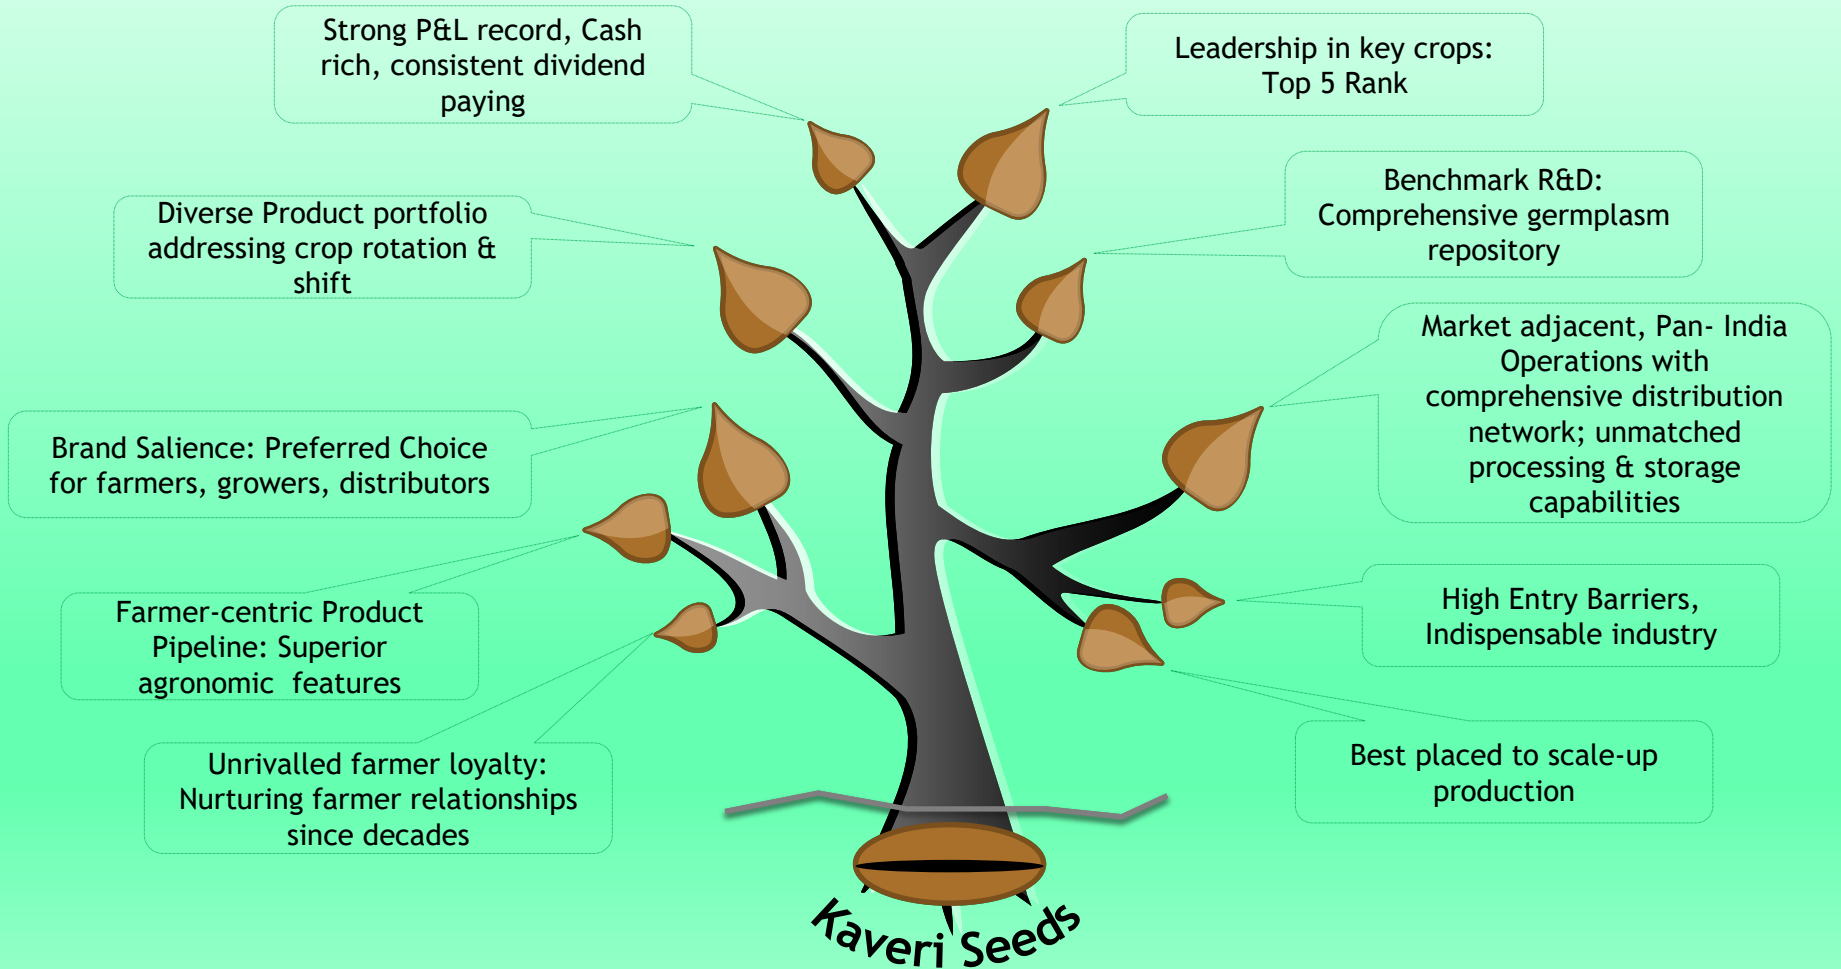 Strong P&L record, Cash
rich, consistent dividend
paying
Leadership in key crops:
Top 5 Rank
Diverse Product portfolio
addressing crop rotation &
shift
Benchmark R&D:
Comprehensive germplasm
repository
Brand Salience: Preferred Choice
for farmers, growers, distributors
Market adjacent, Pan- India
Operations with
comprehensive distribution
network; unmatched
processing & storage
capabilities
Farmer-centric Product
Pipeline: Superior
agronomic  features
High Entry Barriers,
Indispensable industry
Unrivalled farmer loyalty:
Nurturing farmer relationships
since decades
Best placed to scale-up
production
Kaveri Seeds